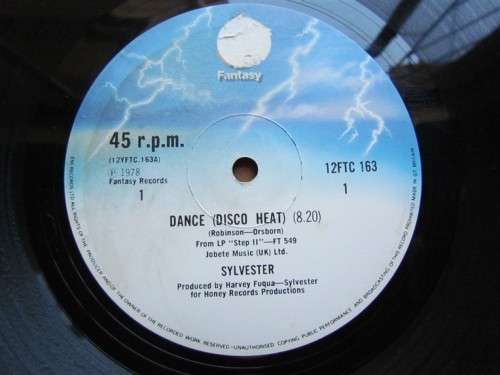 Fantasy
45 r.p.m.
(12YFTC.163A)
℗ 1978
Fantasy Records
1
12FTC 163
1
DANCE (DISCO HEAT) (8.20)
(Robinson—Orsborn)
From LP "Step II"—FT 549
Jobete Music (UK) Ltd.
SYLVESTER
Produced by Harvey Fuqua—Sylvester
for Honey Records Productions
EMI RECORDS LTD ALL RIGHTS OF THE PRODUCER AND OF THE OWNER OF THE RECORDED WORK RESERVED UNAUTHORISED COPYING PUBLIC PERFORMANCE AND BROADCASTING OF THIS RECORD PROHIBITED MADE IN GT BRITAIN